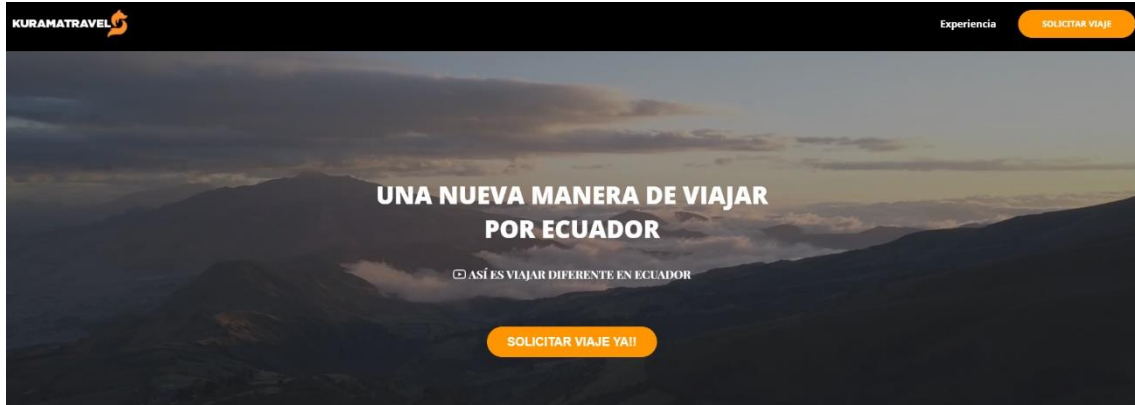 KURAMATRAVEL
Experiencia
SOLICITAR VIAJE
UNA NUEVA MANERA DE VIAJAR
POR ECUADOR
ASÍ ES VIAJAR DIFERENTE EN ECUADOR
SOLICITAR VIAJE YA!!